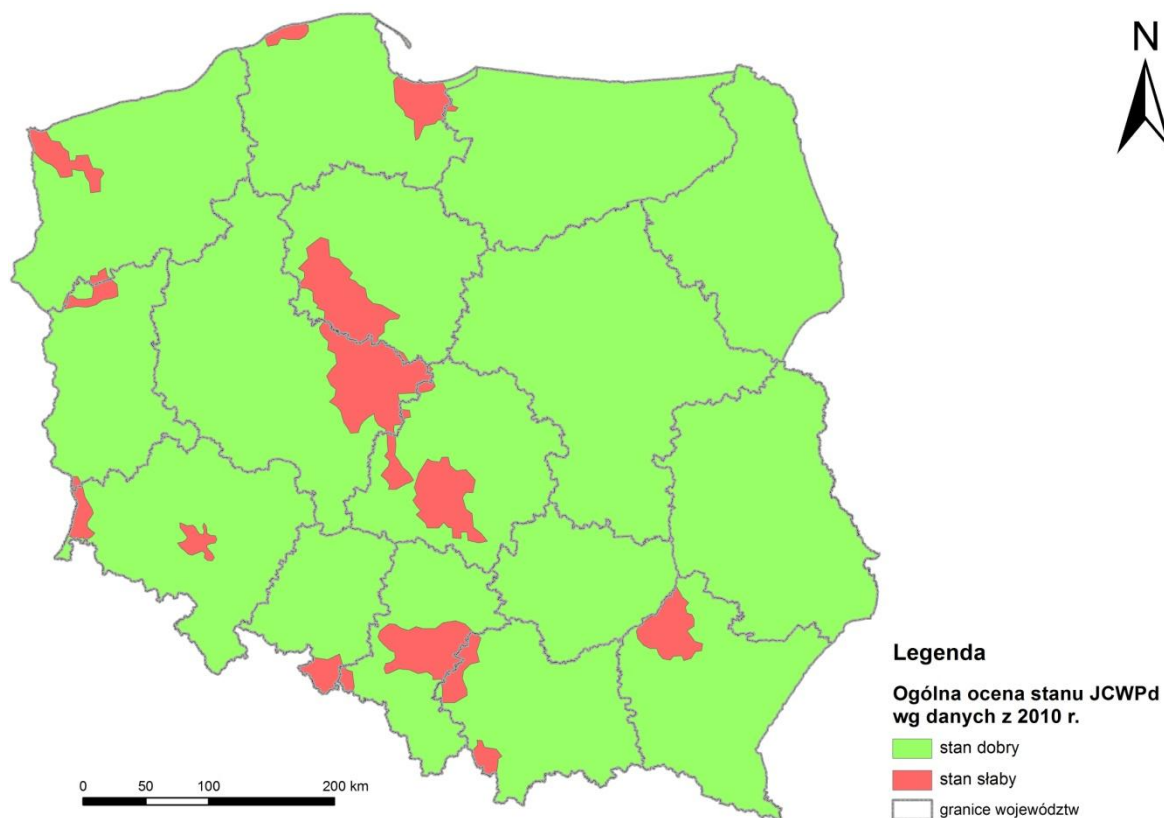 N
Legenda
Ogólna ocena stanu JCWPd
wg danych z 2010 r.
stan dobry
stan słaby
granice województw
0 50 100 200 km